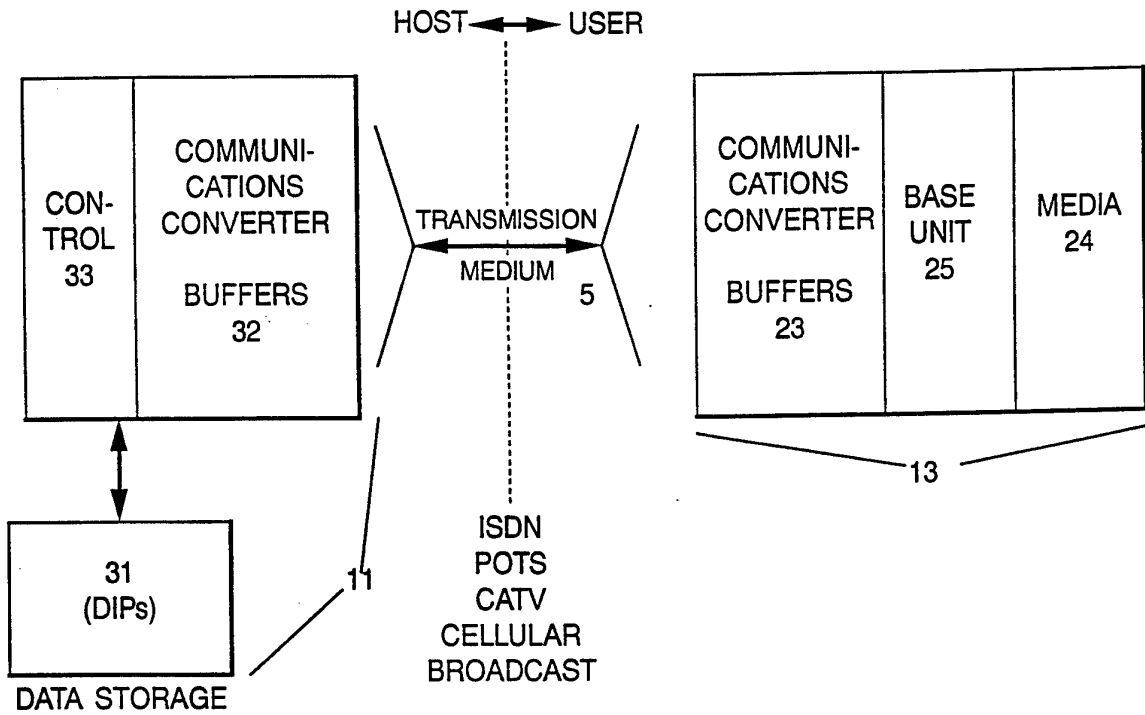 HOST USER
CON-
TROL
33
COMMUNI-
CATIONS
CONVERTER
BUFFERS
32
TRANSMISSION
MEDIUM
5
COMMUNI-
CATIONS
CONVERTER
BUFFERS
23
BASE
UNIT
25
MEDIA
24
13
31
(DIPs)
DATA STORAGE
11
ISDN
POTS
CATV
CELLULAR
BROADCAST